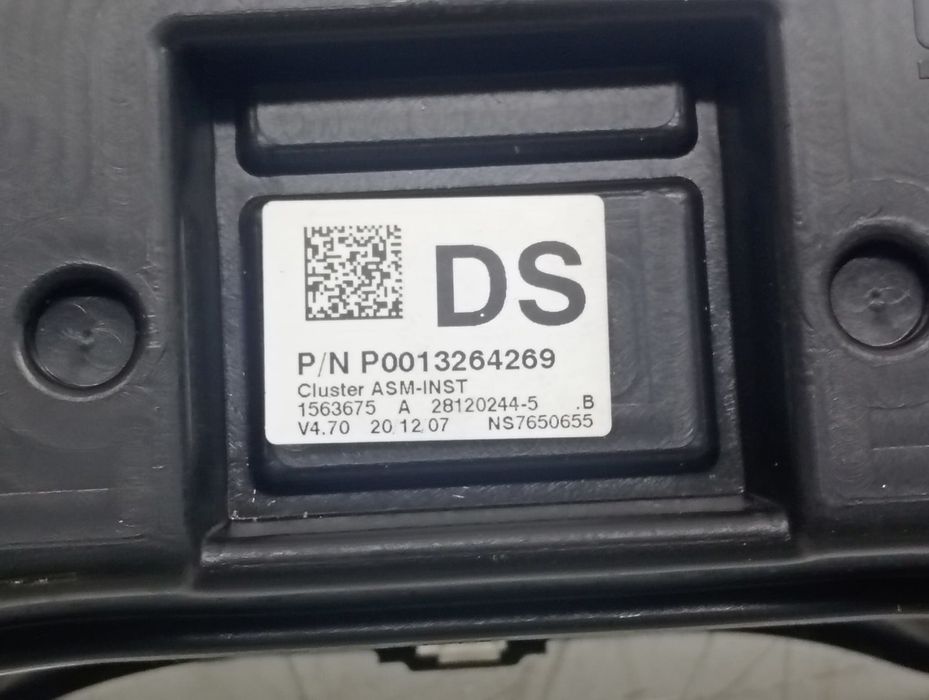 DS
P/N P0013264269
Cluster ASM-INST
1563675 A 28120244-5 .B
V4.70 20.12.07 NS7650655